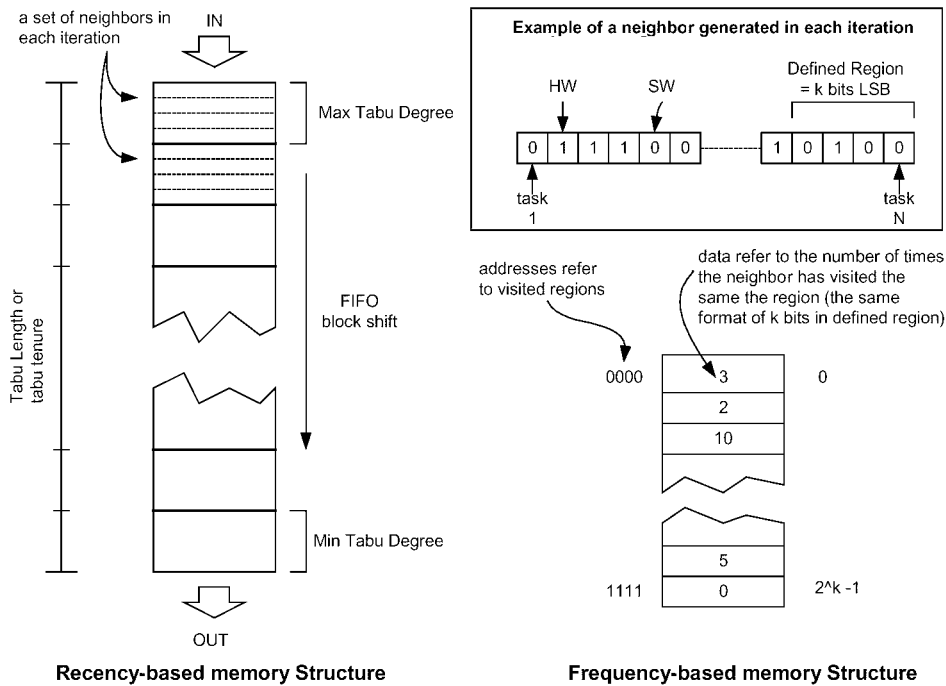 a set of neighbors in
each iteration
IN
Max Tabu Degree
Tabu Length or
tabu tenure
FIFO
block shift
Min Tabu Degree
OUT
Recency-based memory Structure
Example of a neighbor generated in each iteration
Defined Region
= k bits LSB
HW
SW
0 1 1 1 0 0 1 0 1 0 0
task
1
task
N
addresses refer
to visited regions
data refer to the number of times
the neighbor has visited the
same the region (the same
format of k bits in defined region)
0000 3 0
2
10
5
1111 0 2^k -1
Frequency-based memory Structure